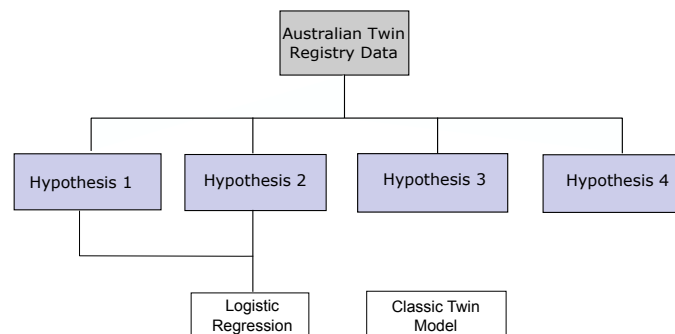 Australian Twin
Registry Data
Hypothesis 1
Hypothesis 2
Hypothesis 3
Hypothesis 4
Logistic
Regression
Classic Twin
Model